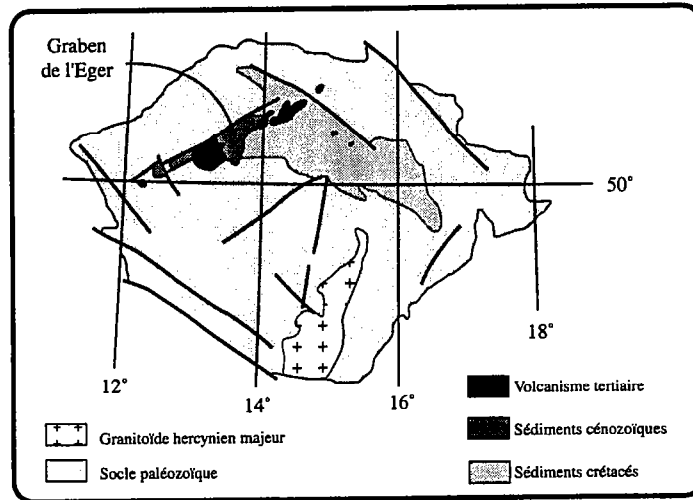 Graben
de l'Eger
50°
18°
12°
14°
16°
Volcanisme tertiaire
Granitoïde hercynien majeur
Sédiments cénozoïques
Socle paléozoïque
Sédiments crétacés